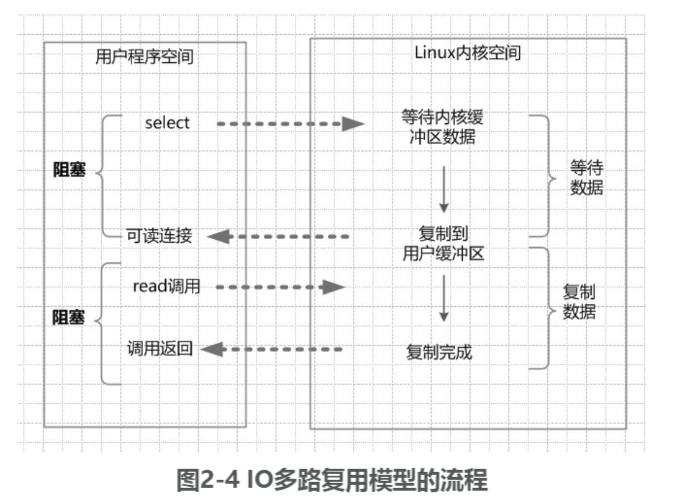 用户程序空间
Linux内核空间
select
等待内核缓
冲区数据
阻塞
等待
数据
可读连接
复制到
用户缓冲区
read调用
复制
数据
阻塞
调用返回
复制完成
图2-4 IO多路复用模型的流程